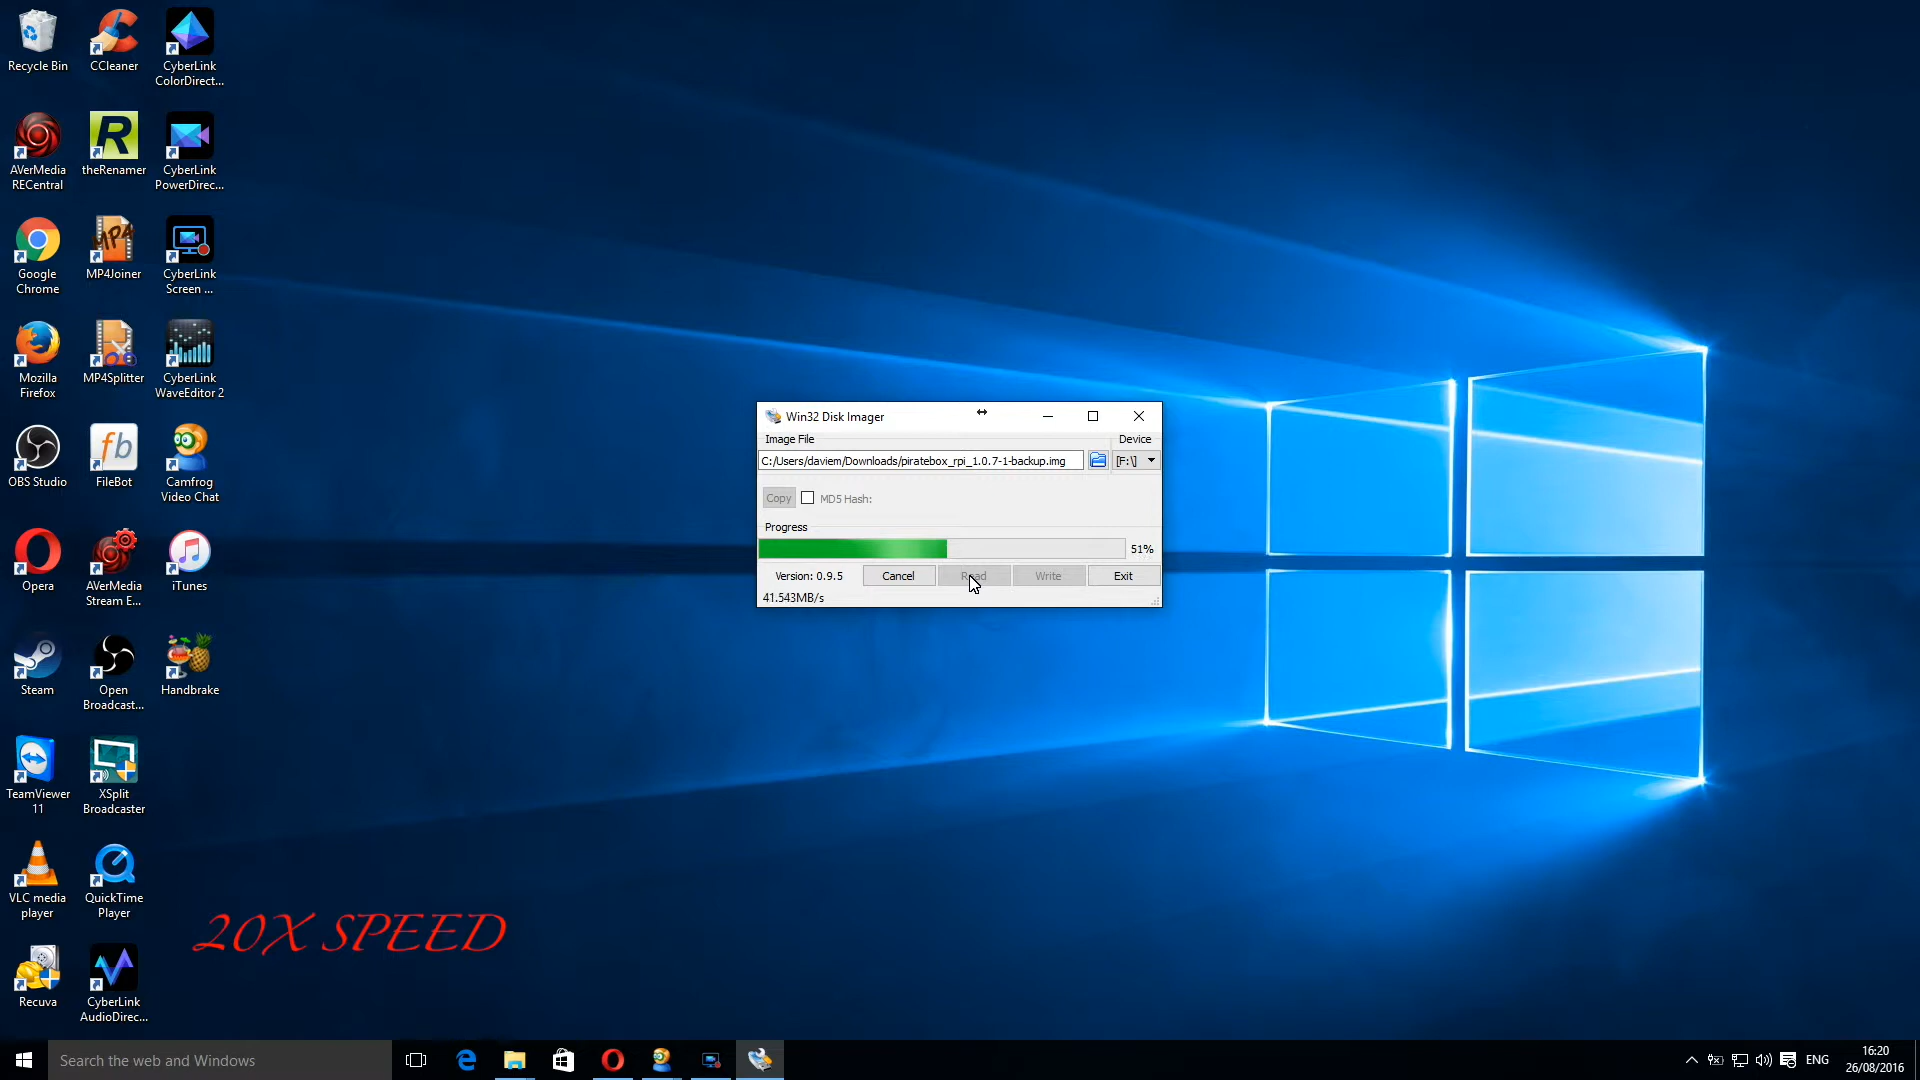 Recycle Bin
CCleaner
CyberLink
ColorDirect...
AVerMedia
RECentral
theRenamer
CyberLink
PowerDirec...
Google
Chrome
MP4Joiner
CyberLink
Screen ...
Mozilla
Firefox
MP4Splitter
CyberLink
WaveEditor 2
OBS Studio
FileBot
Camfrog
Video Chat
Opera
AVerMedia
Stream E...
iTunes
Steam
Open
Broadcast...
Handbrake
TeamViewer
11
XSplit
Broadcaster
VLC media
player
QuickTime
Player
Recuva
CyberLink
AudioDirec...
Win32 Disk Imager
Image File
Device
C:/Users/daviem/Downloads/piratebox_rpi_1.0.7-1-backup.img
[F:\]
Copy
MD5 Hash:
Progress
51%
Version: 0.9.5
Cancel
Read
Write
Exit
41.543MB/s
20X SPEED
Search the web and Windows
ENG
16:20
26/08/2016